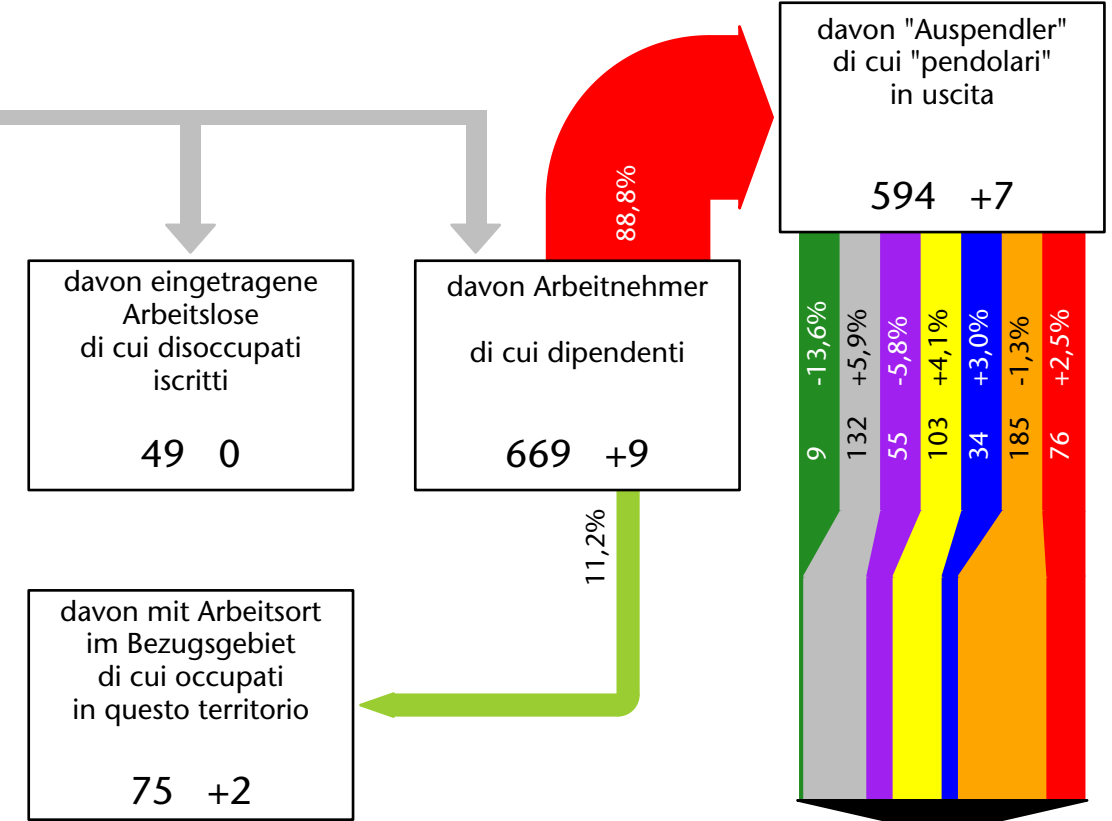 davon "Auspendler"
di cui "pendolari"
in uscita
594 +7
88,8%
davon eingetragene
Arbeitslose
di cui disoccupati
iscritti
49 0
davon Arbeitnehmer
di cui dipendenti
669 +9
9 -13,6%
132 +5,9%
55 -5,8%
103 +4,1%
34 +3,0%
185 -1,3%
76 +2,5%
11,2%
davon mit Arbeitsort
im Bezugsgebiet
di cui occupati
in questo territorio
75 +2